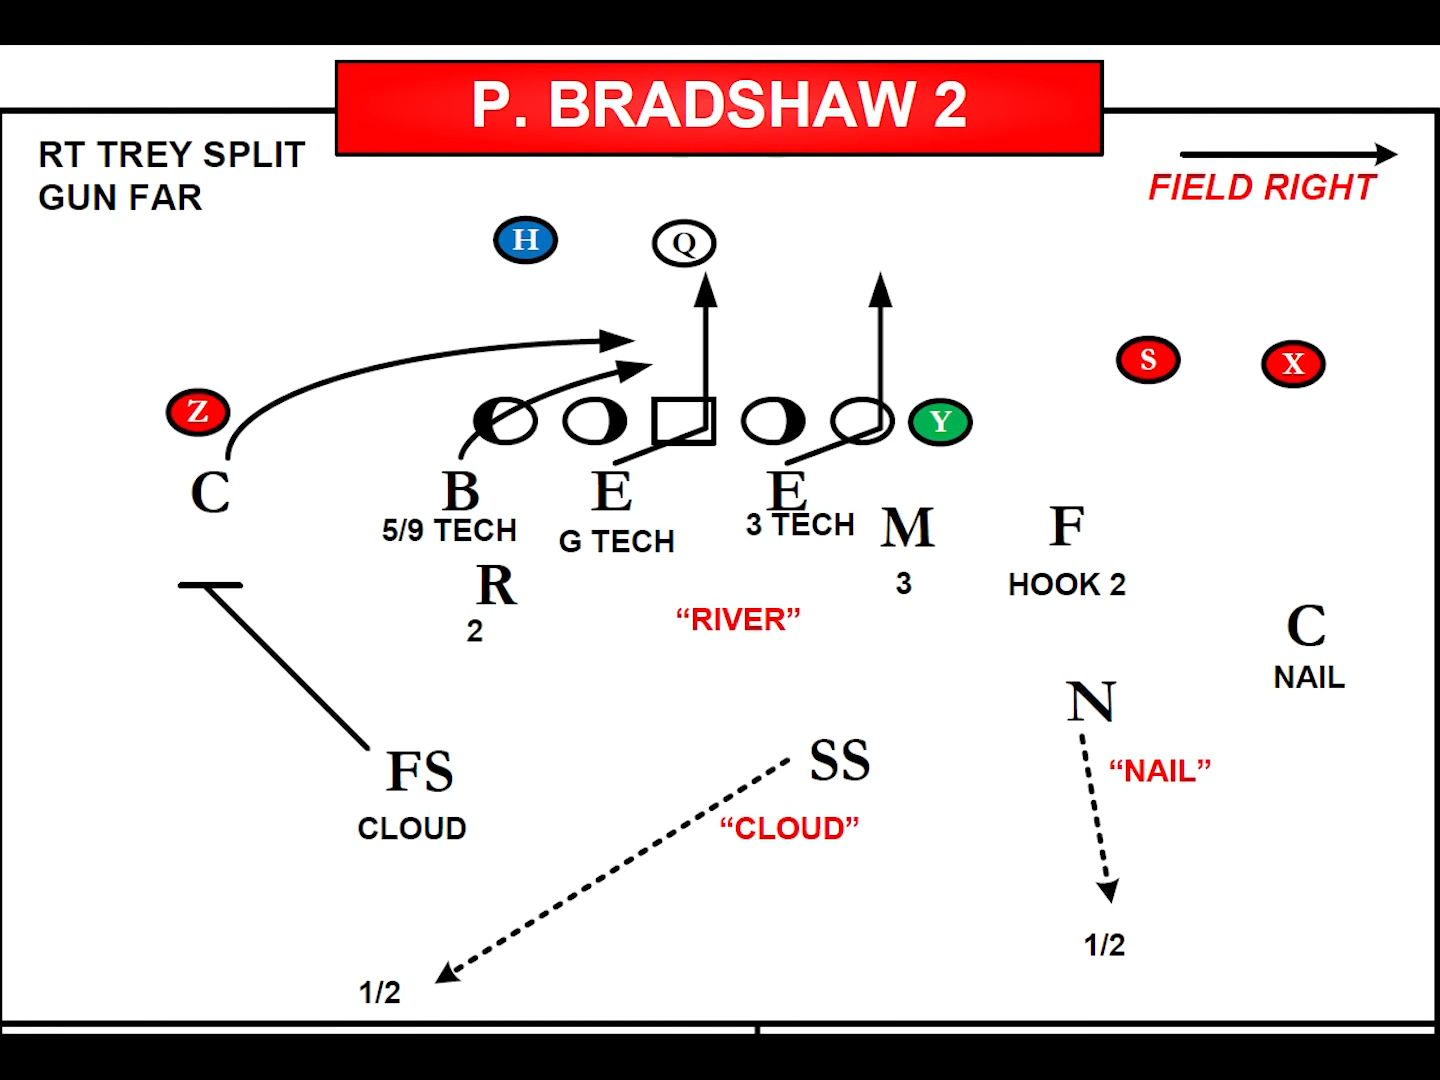 P. BRADSHAW 2
RT TREY SPLIT
GUN FAR
FIELD RIGHT
H
Q
S
X
Z
Y
C
B
E
E
5/9 TECH
G TECH
3 TECH
M
F
R
3
HOOK 2
2
"RIVER"
C
NAIL
N
FS
SS
"NAIL"
CLOUD
"CLOUD"
1/2
1/2